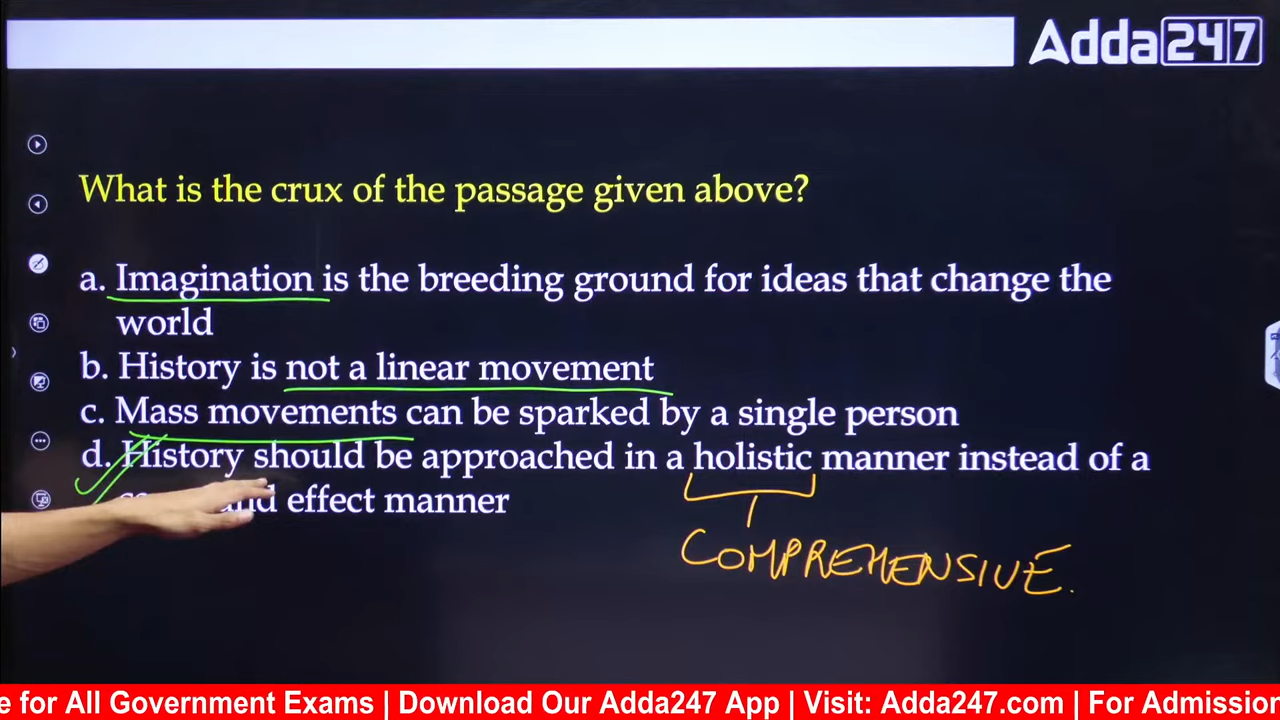 Adda247
What is the crux of the passage given above?
a. Imagination is the breeding ground for ideas that change the
world
b. History is not a linear movement
c. Mass movements can be sparked by a single person
d. History should be approached in a holistic manner instead of a
and effect manner
COMPREHENSIVE.
e for All Government Exams | Download Our Adda247 App | Visit: Adda247.com | For Admission